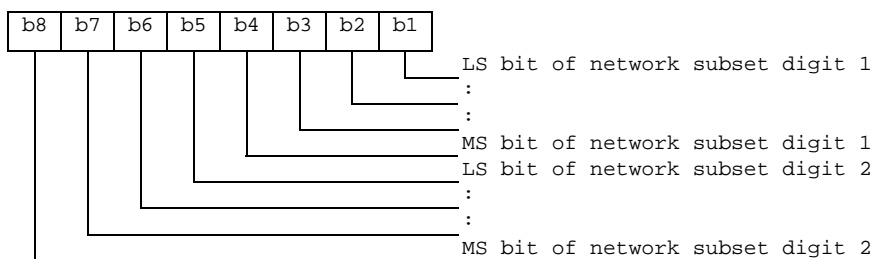 b8 b7 b6 b5 b4 b3 b2 b1
LS bit of network subset digit 1
:
:
MS bit of network subset digit 1
LS bit of network subset digit 2
:
:
MS bit of network subset digit 2